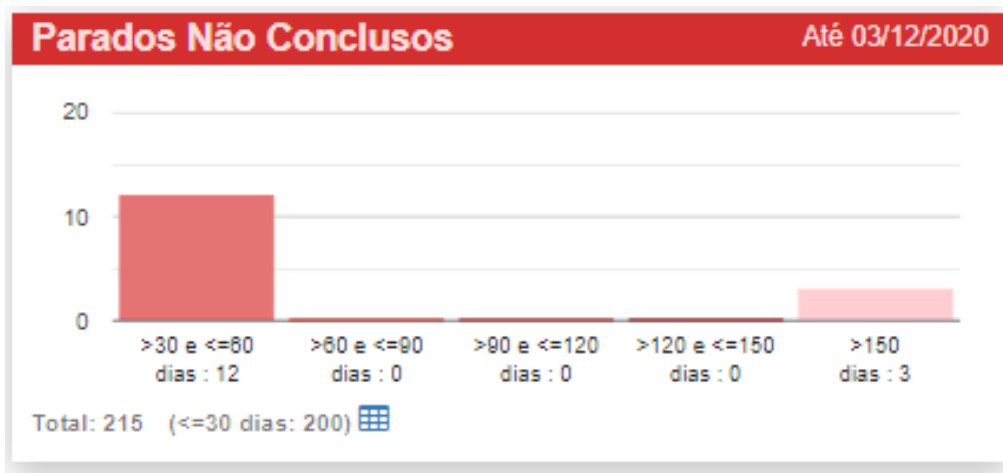 Parados Não Conclusos
Até 03/12/2020
20
10
0
>30 e <=60 dias : 12
>60 e <=90 dias : 0
>90 e <=120 dias : 0
>120 e <=150 dias : 0
>150 dias : 3
Total: 215 (<=30 dias: 200)